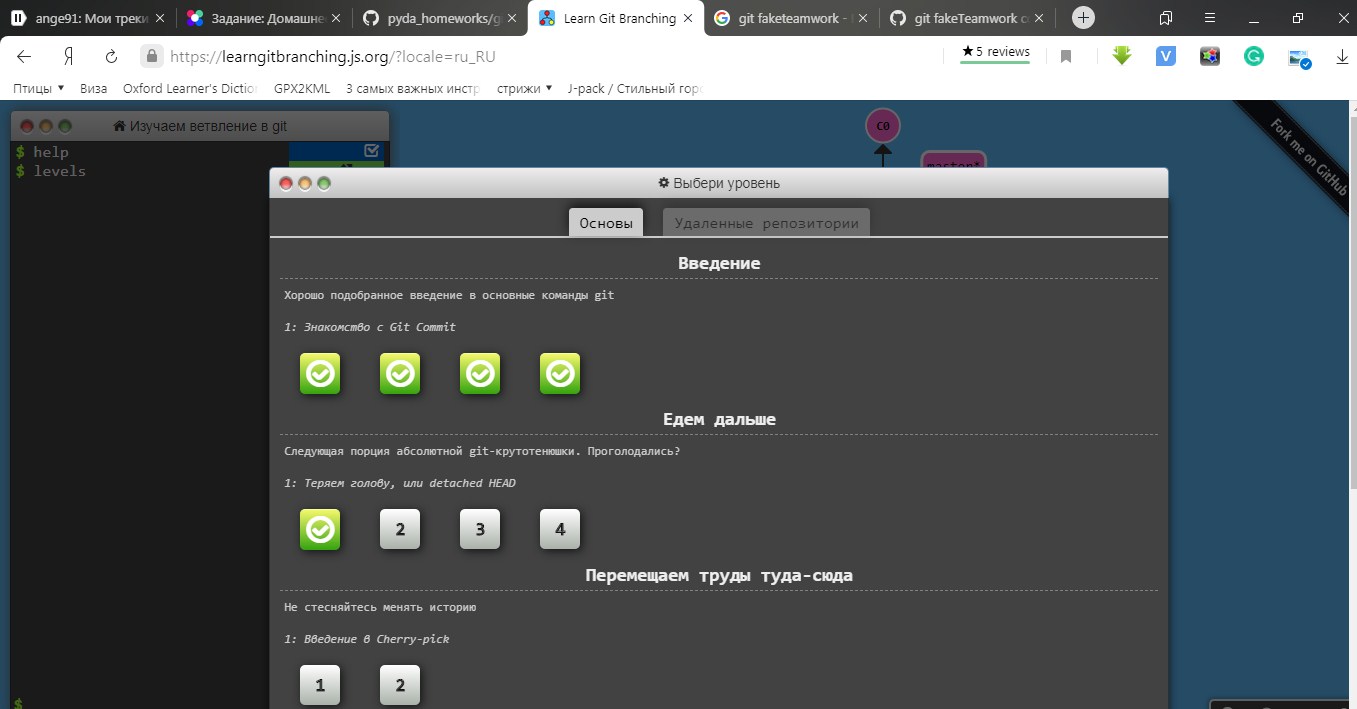 ange91: Мои треки
Задание: Домашне
pyda_homeworks/g
Learn Git Branching
git faketeamwork -
git fakeTeamwork o
https://learngitbranching.js.org/?locale=ru_RU
★5 reviews
Птицы ▾ Виза Oxford Learner's Dictio GPX2KML 3 самых важных инстр стрижи ▾ J-pack / Стильный горо
Изучаем ветвление в git
$ help
$ levels
$
C0
master*
Fork me on GitHub
Выбери уровень
Основы
Удаленные репозитории
Введение
Хорошо подобранное введение в основные команды git
1: Знакомство с Git Commit
Едем дальше
Следующая порция абсолютной git-крутотенюшки. Проголодались?
1: Теряем голову, или detached HEAD
2 3 4
Перемещаем труды туда-сюда
Не стесняйтесь менять историю
1: Введение в Cherry-pick
1 2